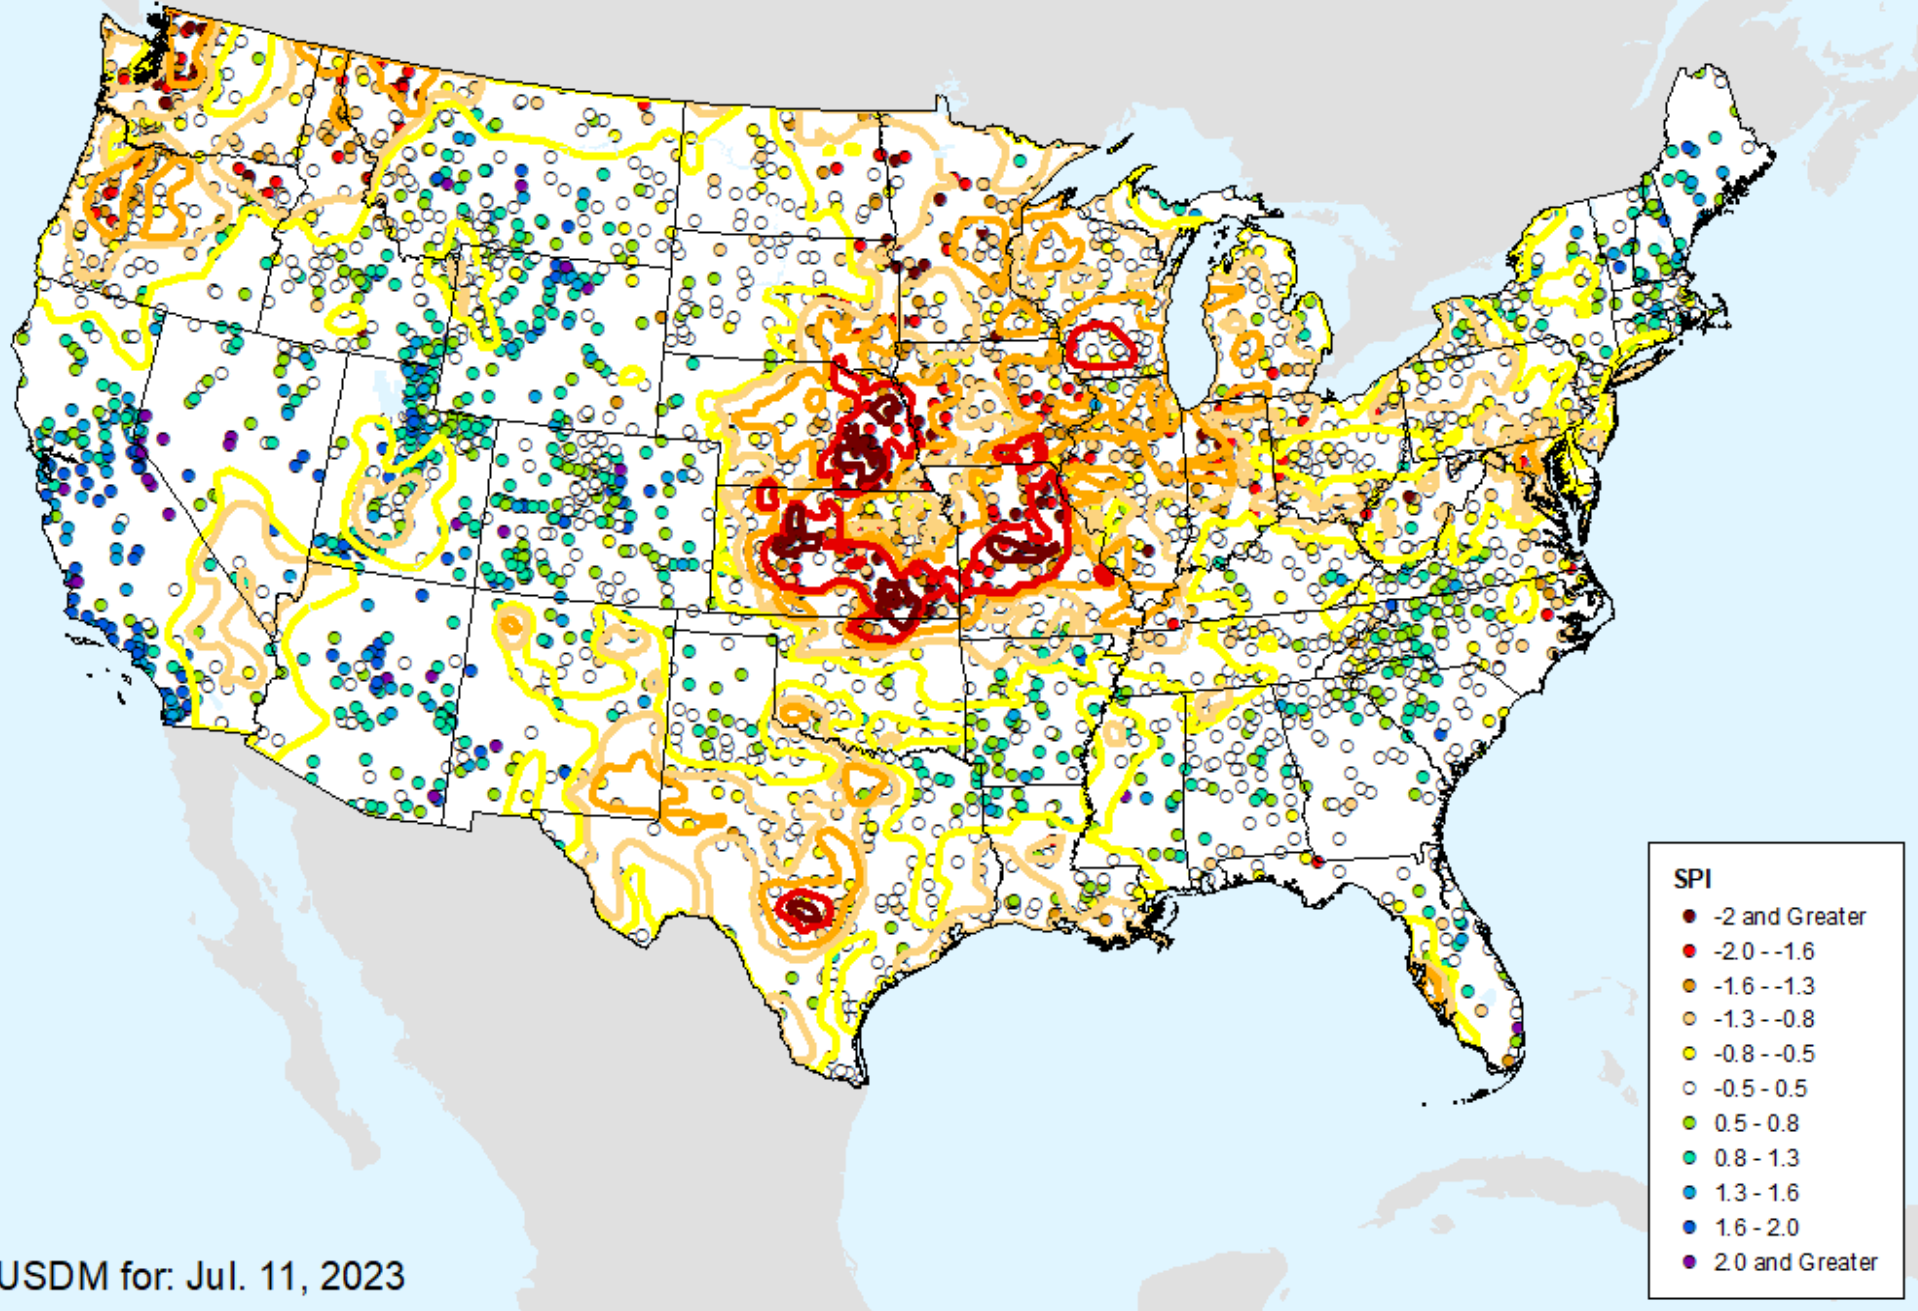 SPI
-2 and Greater
-2.0 - -1.6
-1.6 - -1.3
-1.3 - -0.8
-0.8 - -0.5
-0.5 - 0.5
0.5 - 0.8
0.8 - 1.3
1.3 - 1.6
1.6 - 2.0
2.0 and Greater
USDM for: Jul. 11, 2023